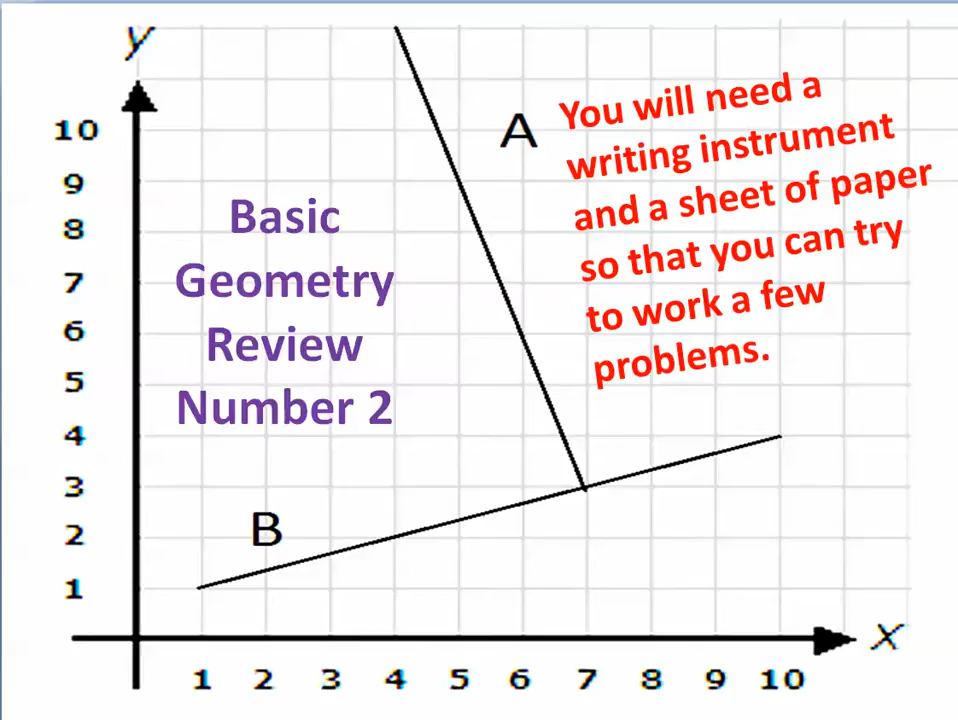 y
10
9
8
7
6
5
4
3
2
1
A
B
Basic
Geometry
Review
Number 2
You will need a
writing instrument
and a sheet of paper
so that you can try
to work a few
problems.
x
1 2 3 4 5 6 7 8 9 10